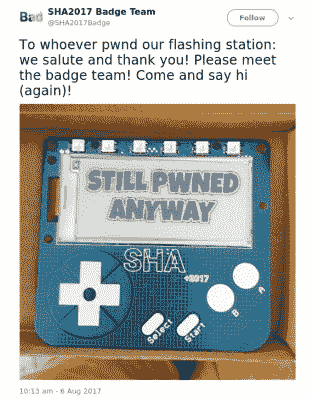 Bad
SHA2017 Badge Team
@SHA2017Badge
Follow
To whoever pwnd our flashing station:
we salute and thank you! Please meet
the badge team! Come and say hi
(again)!
STILL PWNED
ANYWAY
SHA
2017
A
B
Select
Start
10:13 am - 6 Aug 2017